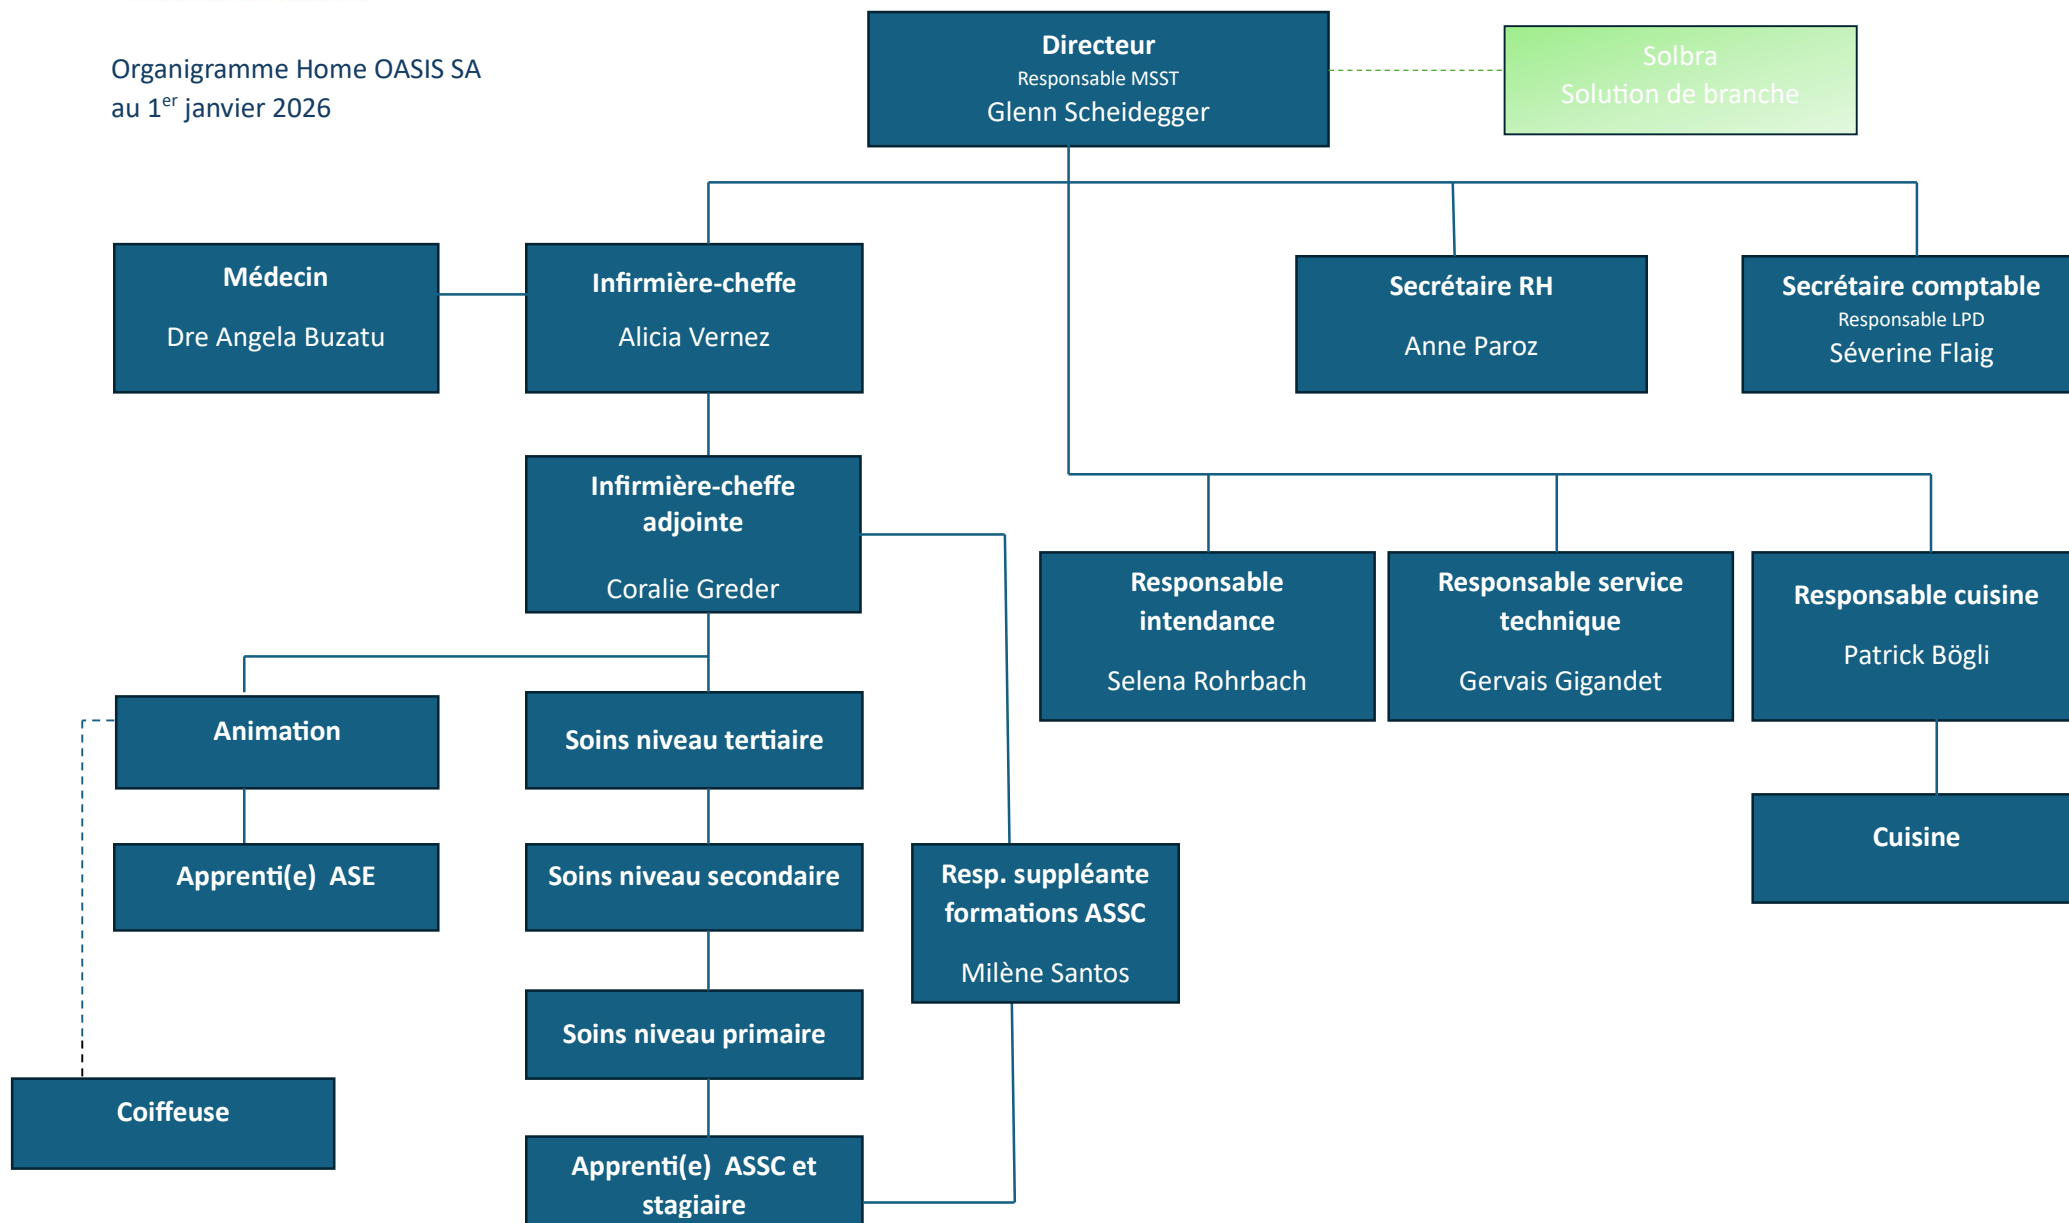 Organigramme Home OASIS SA
au 1er janvier 2026
Directeur
Responsable MSST
Glenn Scheidegger
Solbra
Solution de branche
Médecin
Dre Angela Buzatu
Infirmière-cheffe
Alicia Vernez
Secrétaire RH
Anne Paroz
Secrétaire comptable
Responsable LPD
Séverine Flaig
Infirmière-cheffe
adjointe
Coralie Greder
Responsable
intendance
Selena Rohrbach
Responsable service
technique
Gervais Gigandet
Responsable cuisine
Patrick Bögli
Animation
Soins niveau tertiaire
Cuisine
Apprenti(e)  ASE
Soins niveau secondaire
Resp. suppléante
formations ASSC
Milène Santos
Soins niveau primaire
Coiffeuse
Apprenti(e)  ASSC et
stagiaire